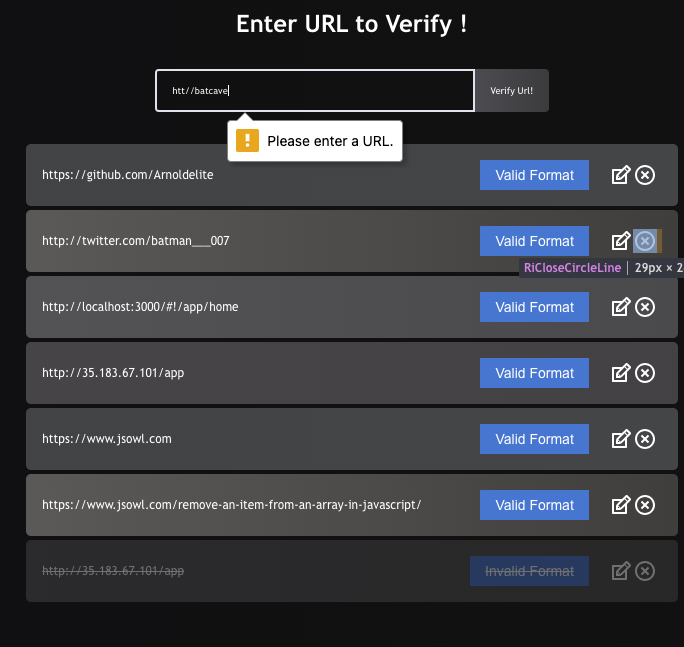 Enter URL to Verify !
htt//batcave
Verify Url!
Please enter a URL.
https://github.com/Arnoldelite
Valid Format
http://twitter.com/batman___007
Valid Format
RiCloseCircleLine | 29px × 2
http://localhost:3000/#!/app/home
Valid Format
http://35.183.67.101/app
Valid Format
https://www.jsowl.com
Valid Format
https://www.jsowl.com/remove-an-item-from-an-array-in-javascript/
Valid Format
http://35.183.67.101/app
Invalid Format